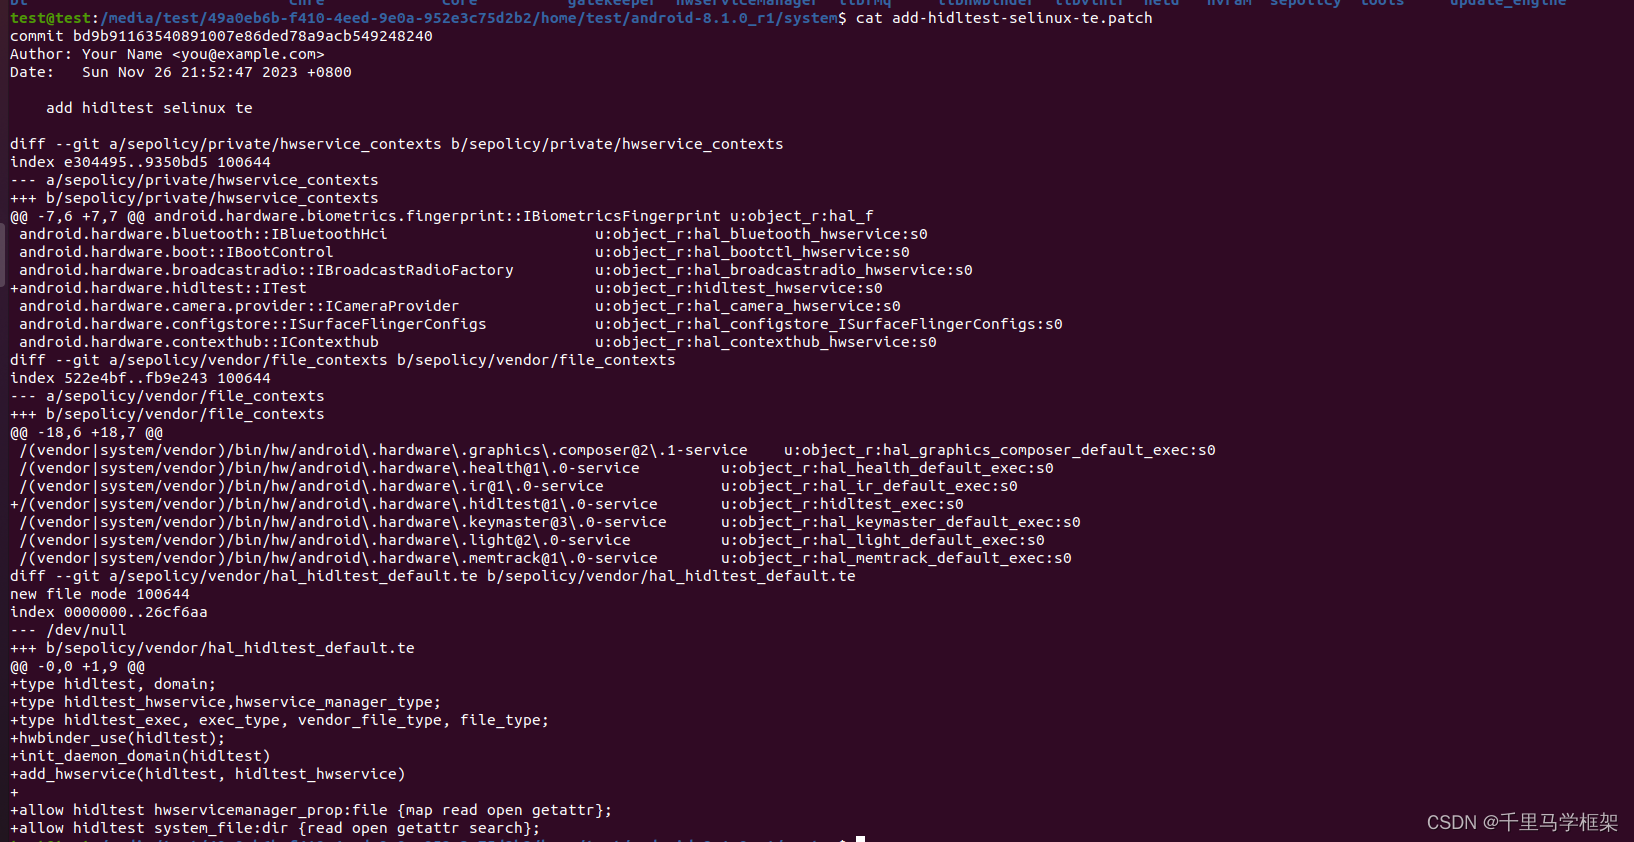 bt chre core gatekeeper hwservicemanager libfmq libhwbinder libvintf netd nvram sepolicy tools update_engine
test@test:/media/test/49a0eb6b-f410-4eed-9e0a-952e3c75d2b2/home/test/android-8.1.0_r1/system$ cat add-hidltest-selinux-te.patch
commit bd9b91163540891007e86ded78a9acb549248240
Author: Your Name <you@example.com>
Date:   Sun Nov 26 21:52:47 2023 +0800
    add hidltest selinux te
diff --git a/sepolicy/private/hwservice_contexts b/sepolicy/private/hwservice_contexts
index e304495..9350bd5 100644
--- a/sepolicy/private/hwservice_contexts
+++ b/sepolicy/private/hwservice_contexts
@@ -7,6 +7,7 @@ android.hardware.biometrics.fingerprint::IBiometricsFingerprint u:object_r:hal_f
 android.hardware.bluetooth::IBluetoothHci                       u:object_r:hal_bluetooth_hwservice:s0
 android.hardware.boot::IBootControl                             u:object_r:hal_bootctl_hwservice:s0
 android.hardware.broadcastradio::IBroadcastRadioFactory         u:object_r:hal_broadcastradio_hwservice:s0
+android.hardware.hidltest::ITest                                u:object_r:hidltest_hwservice:s0
 android.hardware.camera.provider::ICameraProvider               u:object_r:hal_camera_hwservice:s0
 android.hardware.configstore::ISurfaceFlingerConfigs            u:object_r:hal_configstore_ISurfaceFlingerConfigs:s0
 android.hardware.contexthub::IContexthub                        u:object_r:hal_contexthub_hwservice:s0
diff --git a/sepolicy/vendor/file_contexts b/sepolicy/vendor/file_contexts
index 522e4bf..fb9e243 100644
--- a/sepolicy/vendor/file_contexts
+++ b/sepolicy/vendor/file_contexts
@@ -18,6 +18,7 @@
 /(vendor|system/vendor)/bin/hw/android\.hardware\.graphics\.composer@2\.1-service    u:object_r:hal_graphics_composer_default_exec:s0
 /(vendor|system/vendor)/bin/hw/android\.hardware\.health@1\.0-service         u:object_r:hal_health_default_exec:s0
 /(vendor|system/vendor)/bin/hw/android\.hardware\.ir@1\.0-service             u:object_r:hal_ir_default_exec:s0
+/(vendor|system/vendor)/bin/hw/android\.hardware\.hidltest@1\.0-service       u:object_r:hidltest_exec:s0
 /(vendor|system/vendor)/bin/hw/android\.hardware\.keymaster@3\.0-service      u:object_r:hal_keymaster_default_exec:s0
 /(vendor|system/vendor)/bin/hw/android\.hardware\.light@2\.0-service          u:object_r:hal_light_default_exec:s0
 /(vendor|system/vendor)/bin/hw/android\.hardware\.memtrack@1\.0-service       u:object_r:hal_memtrack_default_exec:s0
diff --git a/sepolicy/vendor/hal_hidltest_default.te b/sepolicy/vendor/hal_hidltest_default.te
new file mode 100644
index 0000000..26cf6aa
--- /dev/null
+++ b/sepolicy/vendor/hal_hidltest_default.te
@@ -0,0 +1,9 @@
+type hidltest, domain;
+type hidltest_hwservice,hwservice_manager_type;
+type hidltest_exec, exec_type, vendor_file_type, file_type;
+hwbinder_use(hidltest);
+init_daemon_domain(hidltest)
+add_hwservice(hidltest, hidltest_hwservice)
+
+allow hidltest hwservicemanager_prop:file {map read open getattr};
+allow hidltest system_file:dir {read open getattr search};
CSDN @千里马学框架